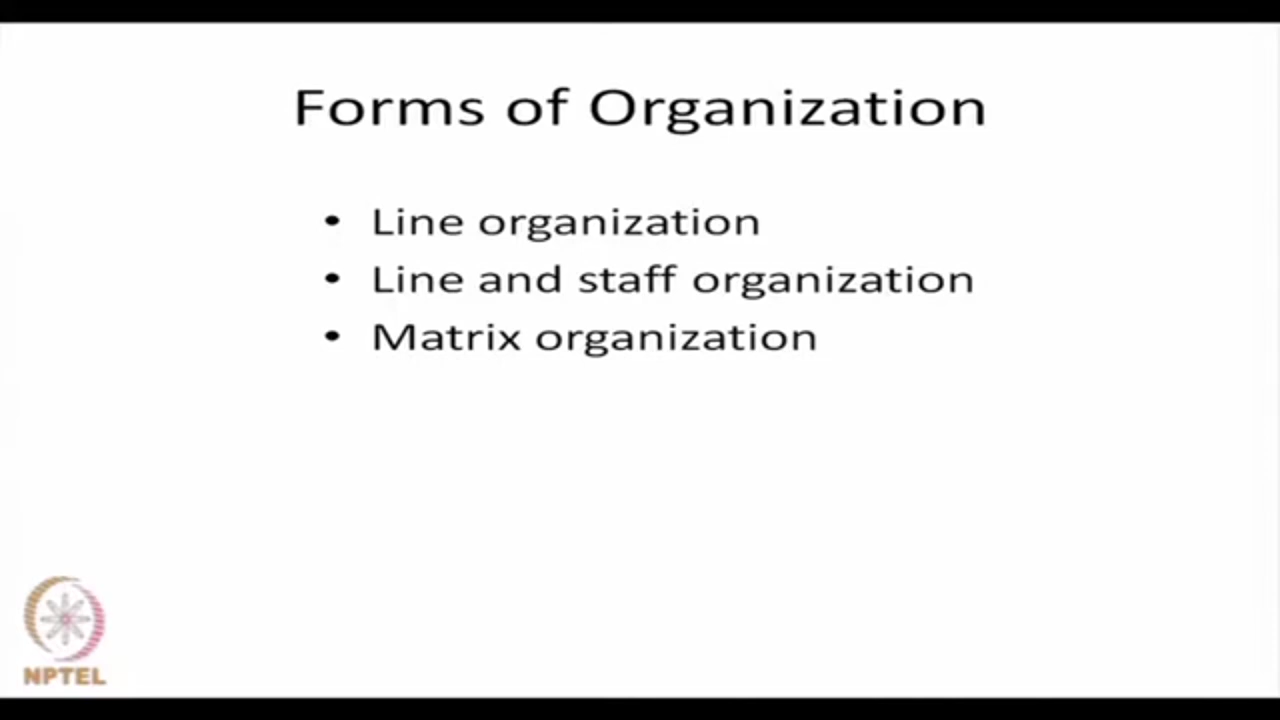 Forms of Organization
• Line organization
• Line and staff organization
• Matrix organization
NPTEL